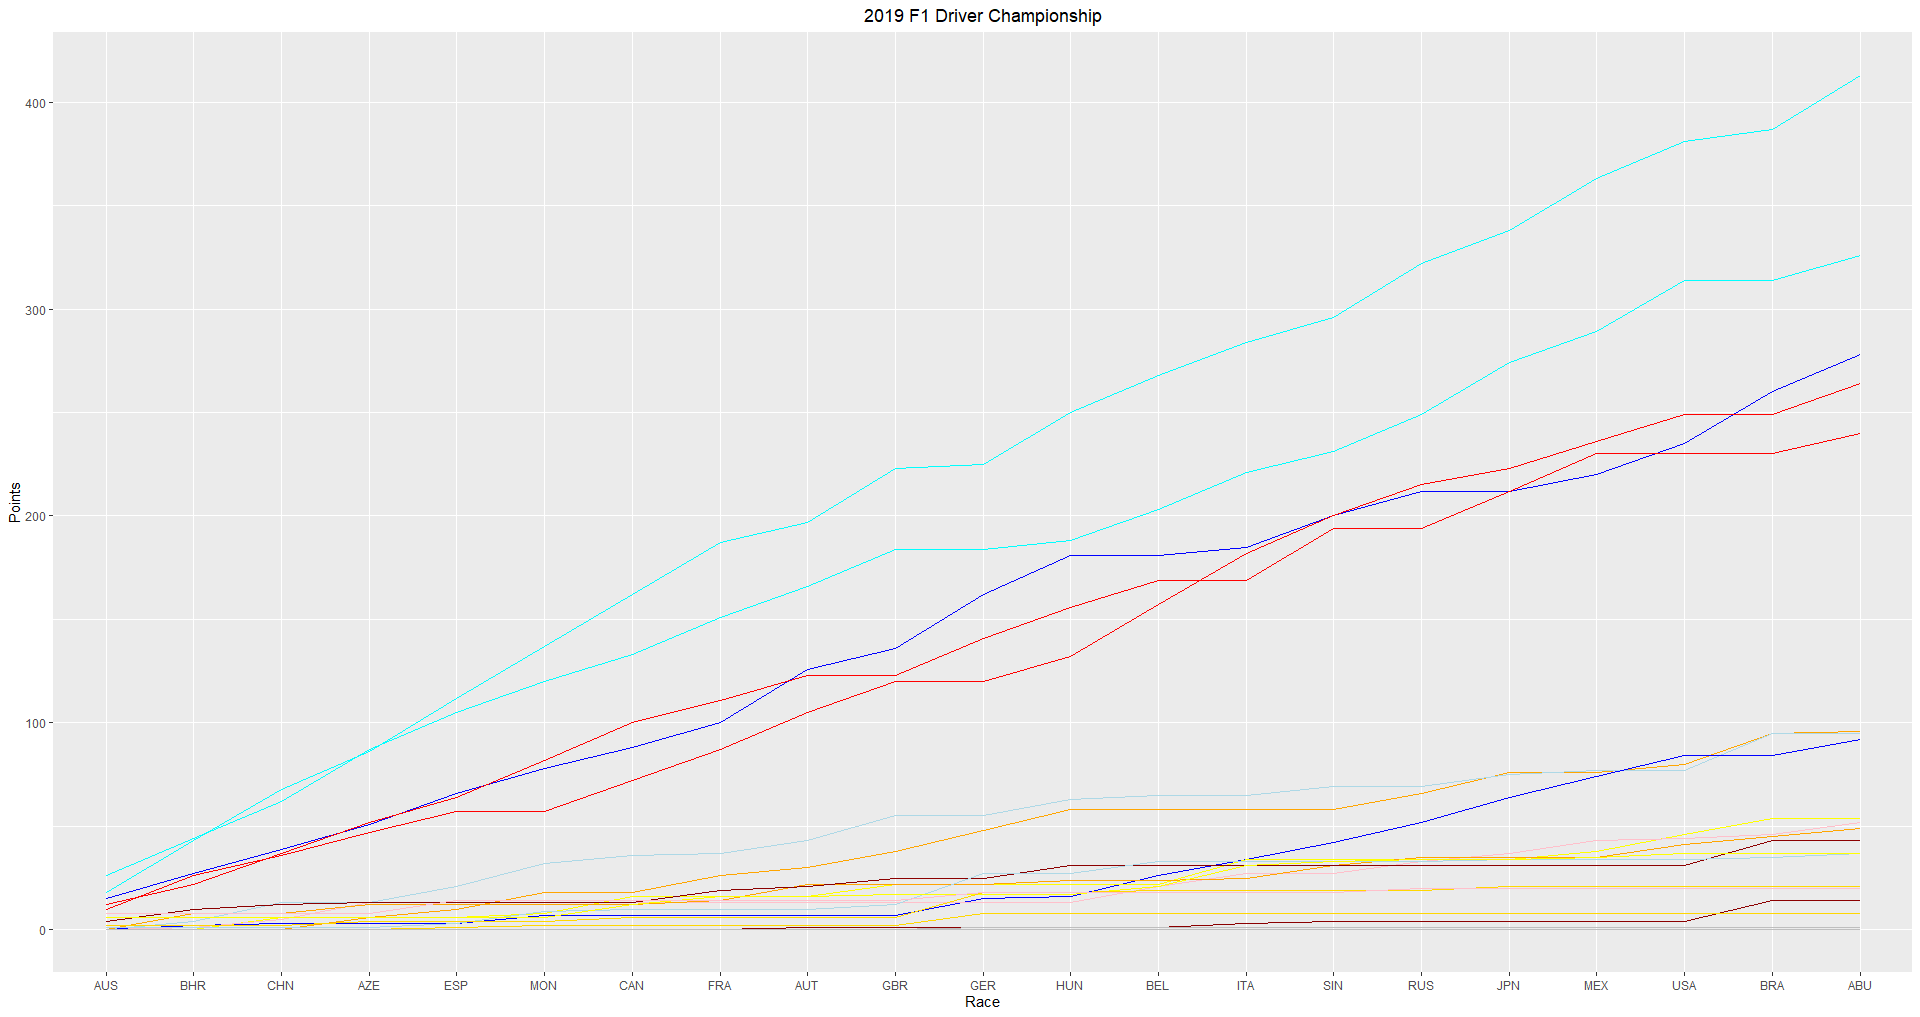 2019 F1 Driver Championship
Points
400
300
200
100
0
AUS BHR CHN AZE ESP MON CAN FRA AUT GBR GER HUN BEL ITA SIN RUS JPN MEX USA BRA ABU
Race